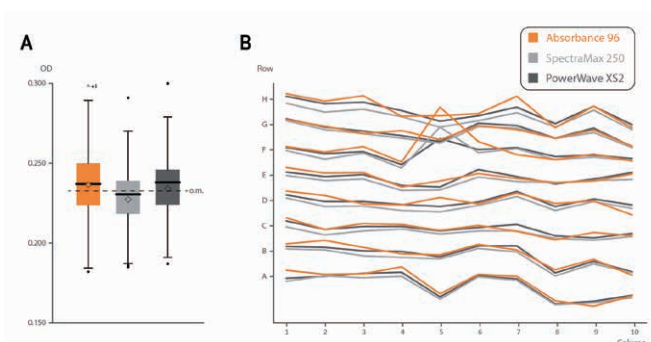 A
B
Absorbance 96
SpectraMax 250
PowerWave XS2
OD
Row
0.300
0.250
0.200
0.150
o.m.
H
G
F
E
D
C
B
A
1 2 3 4 5 6 7 8 9 10
Column